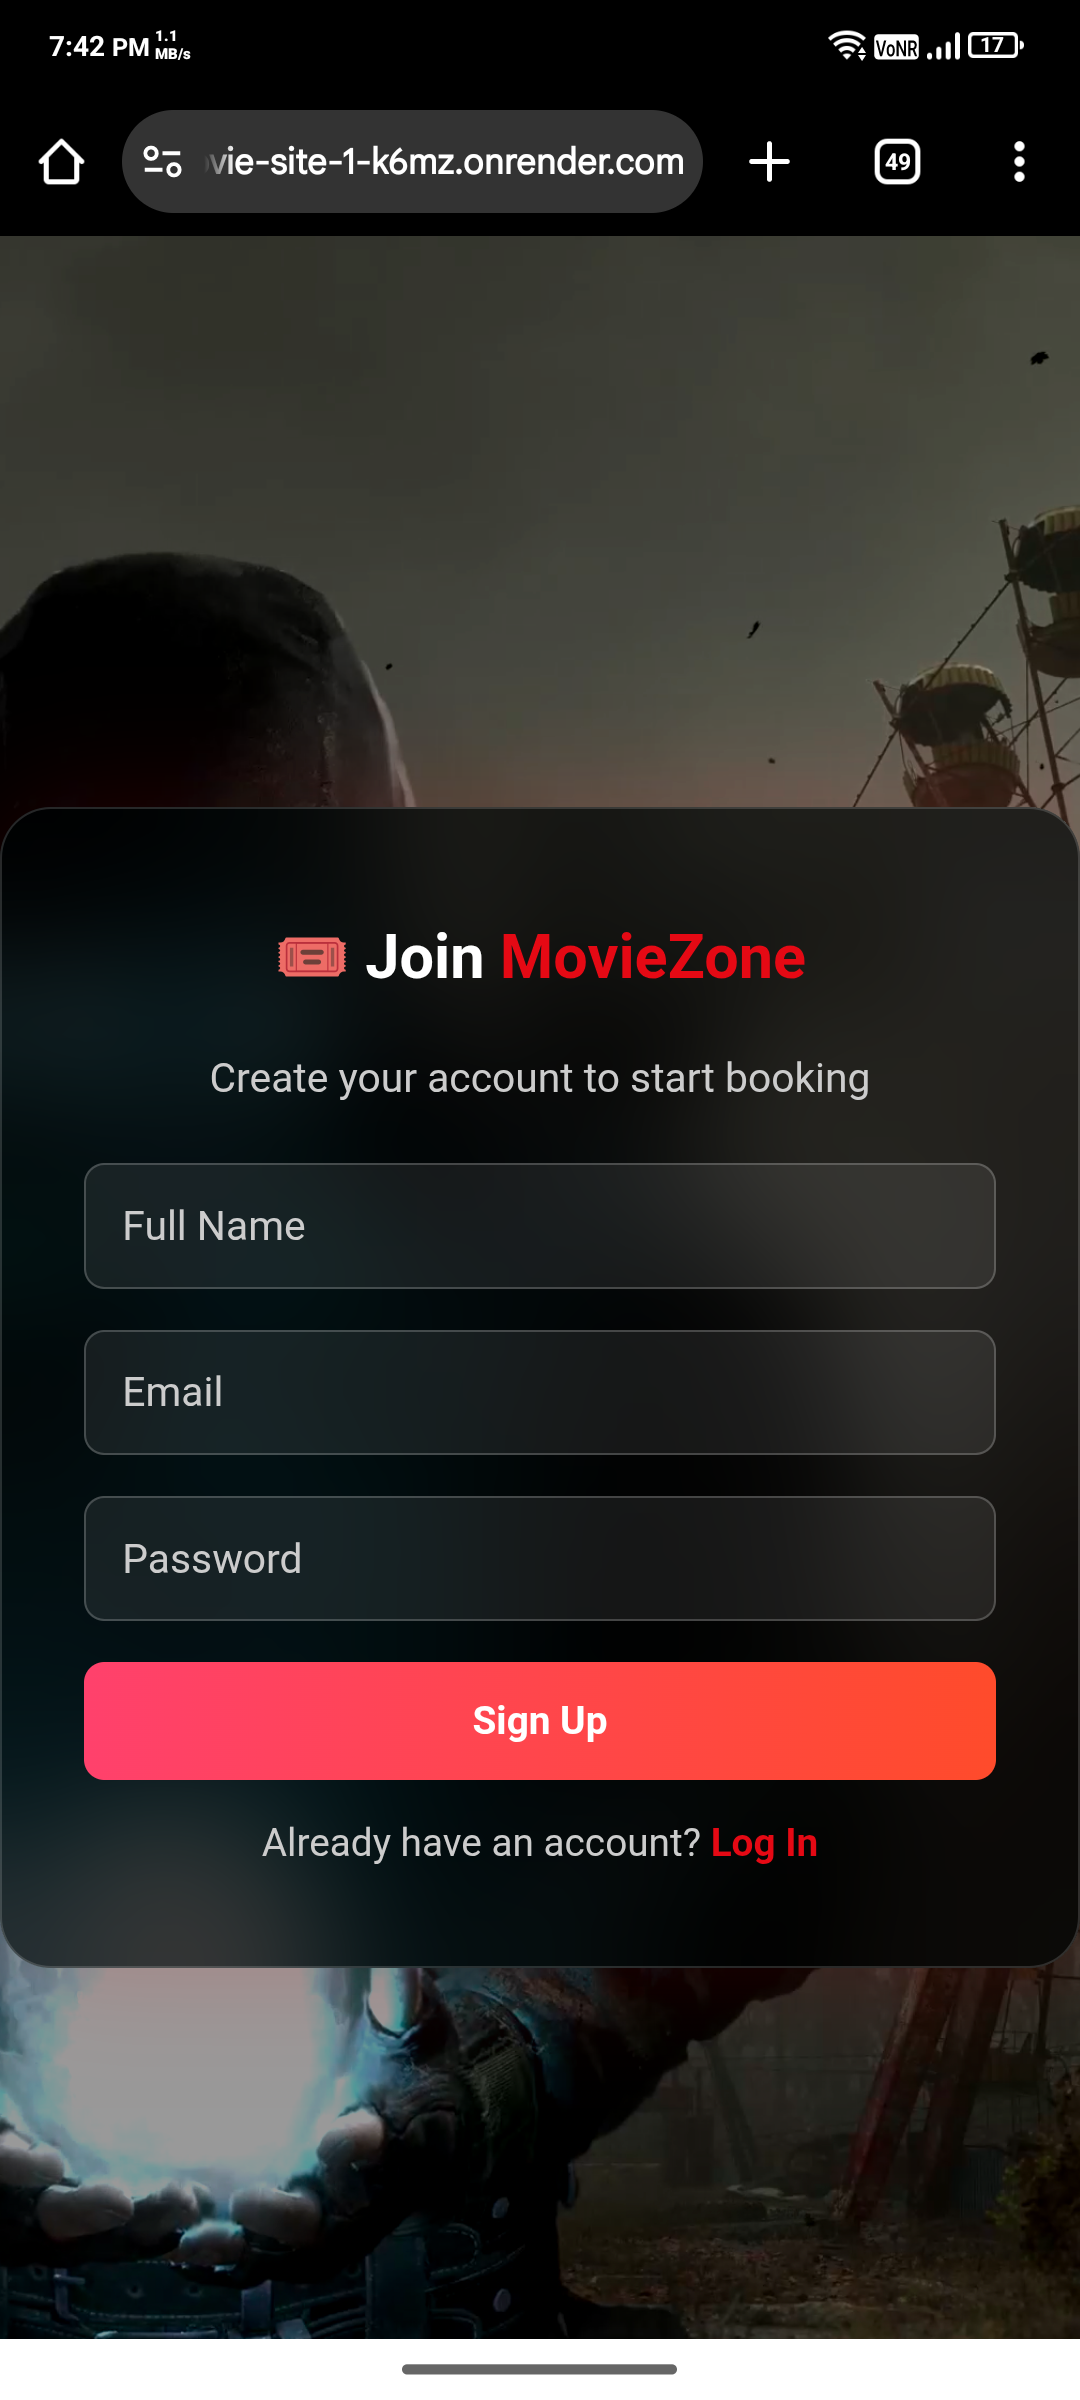 7:42 PM 1.1 MB/s VoNR 17
vie-site-1-k6mz.onrender.com 49
Join MovieZone
Create your account to start booking
Full Name
Email
Password
Sign Up
Already have an account? Log In